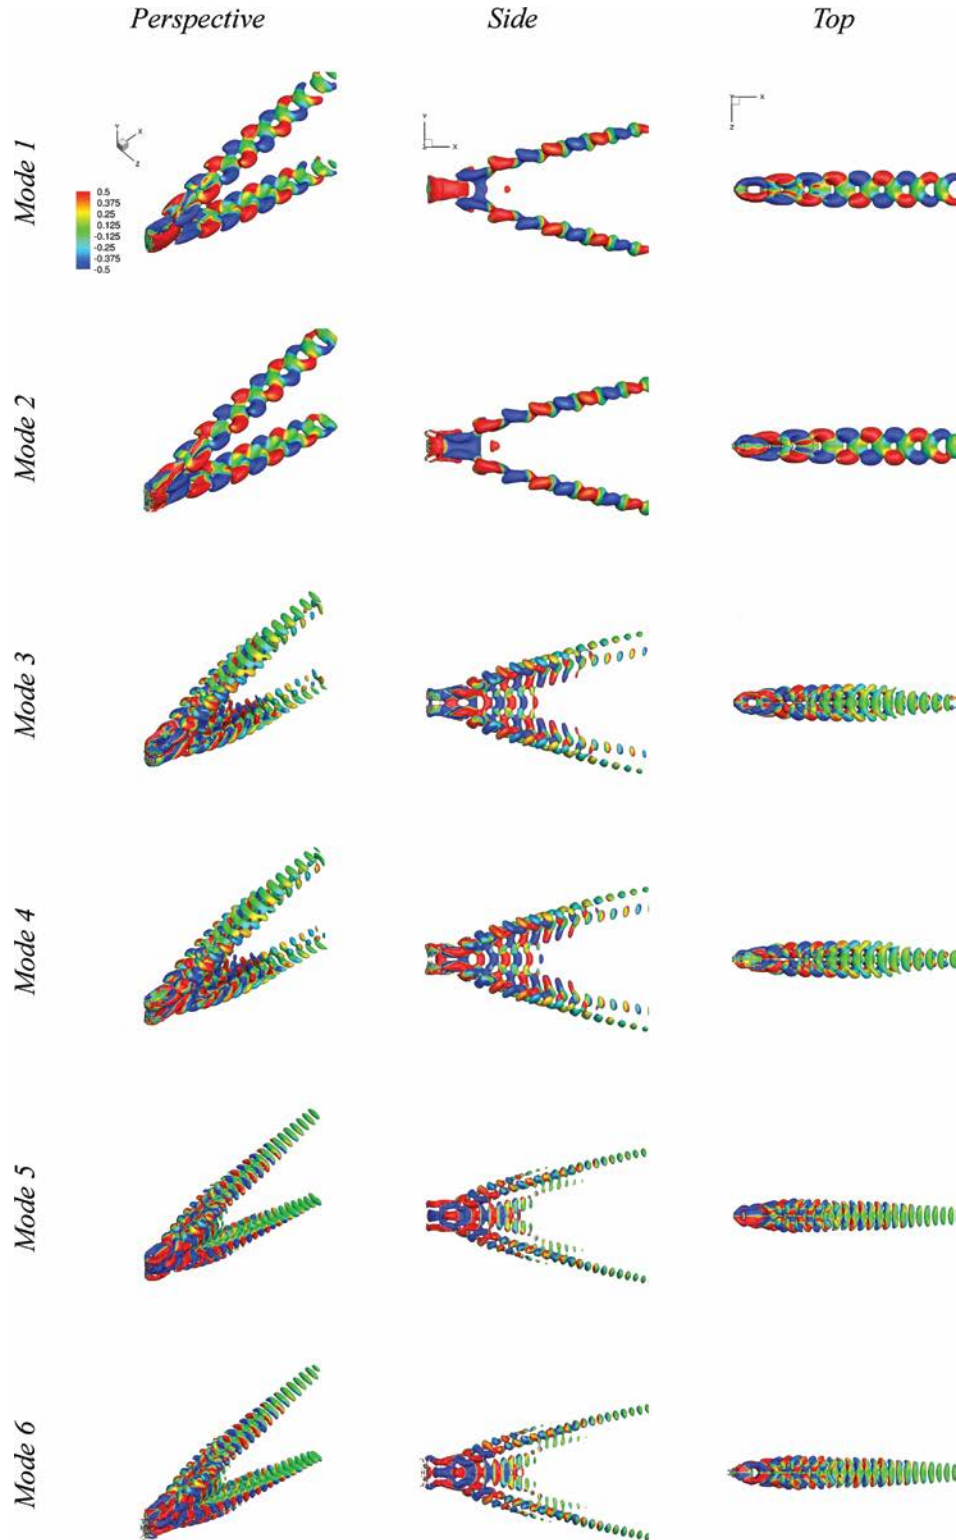 Perspective Side Top
Mode 1
Y
X
Z
Y
X
Z
Y
X
Z
0.5
0.375
0.25
0.125
-0.125
-0.25
-0.375
-0.5
Mode 2
Mode 3
Mode 4
Mode 5
Mode 6